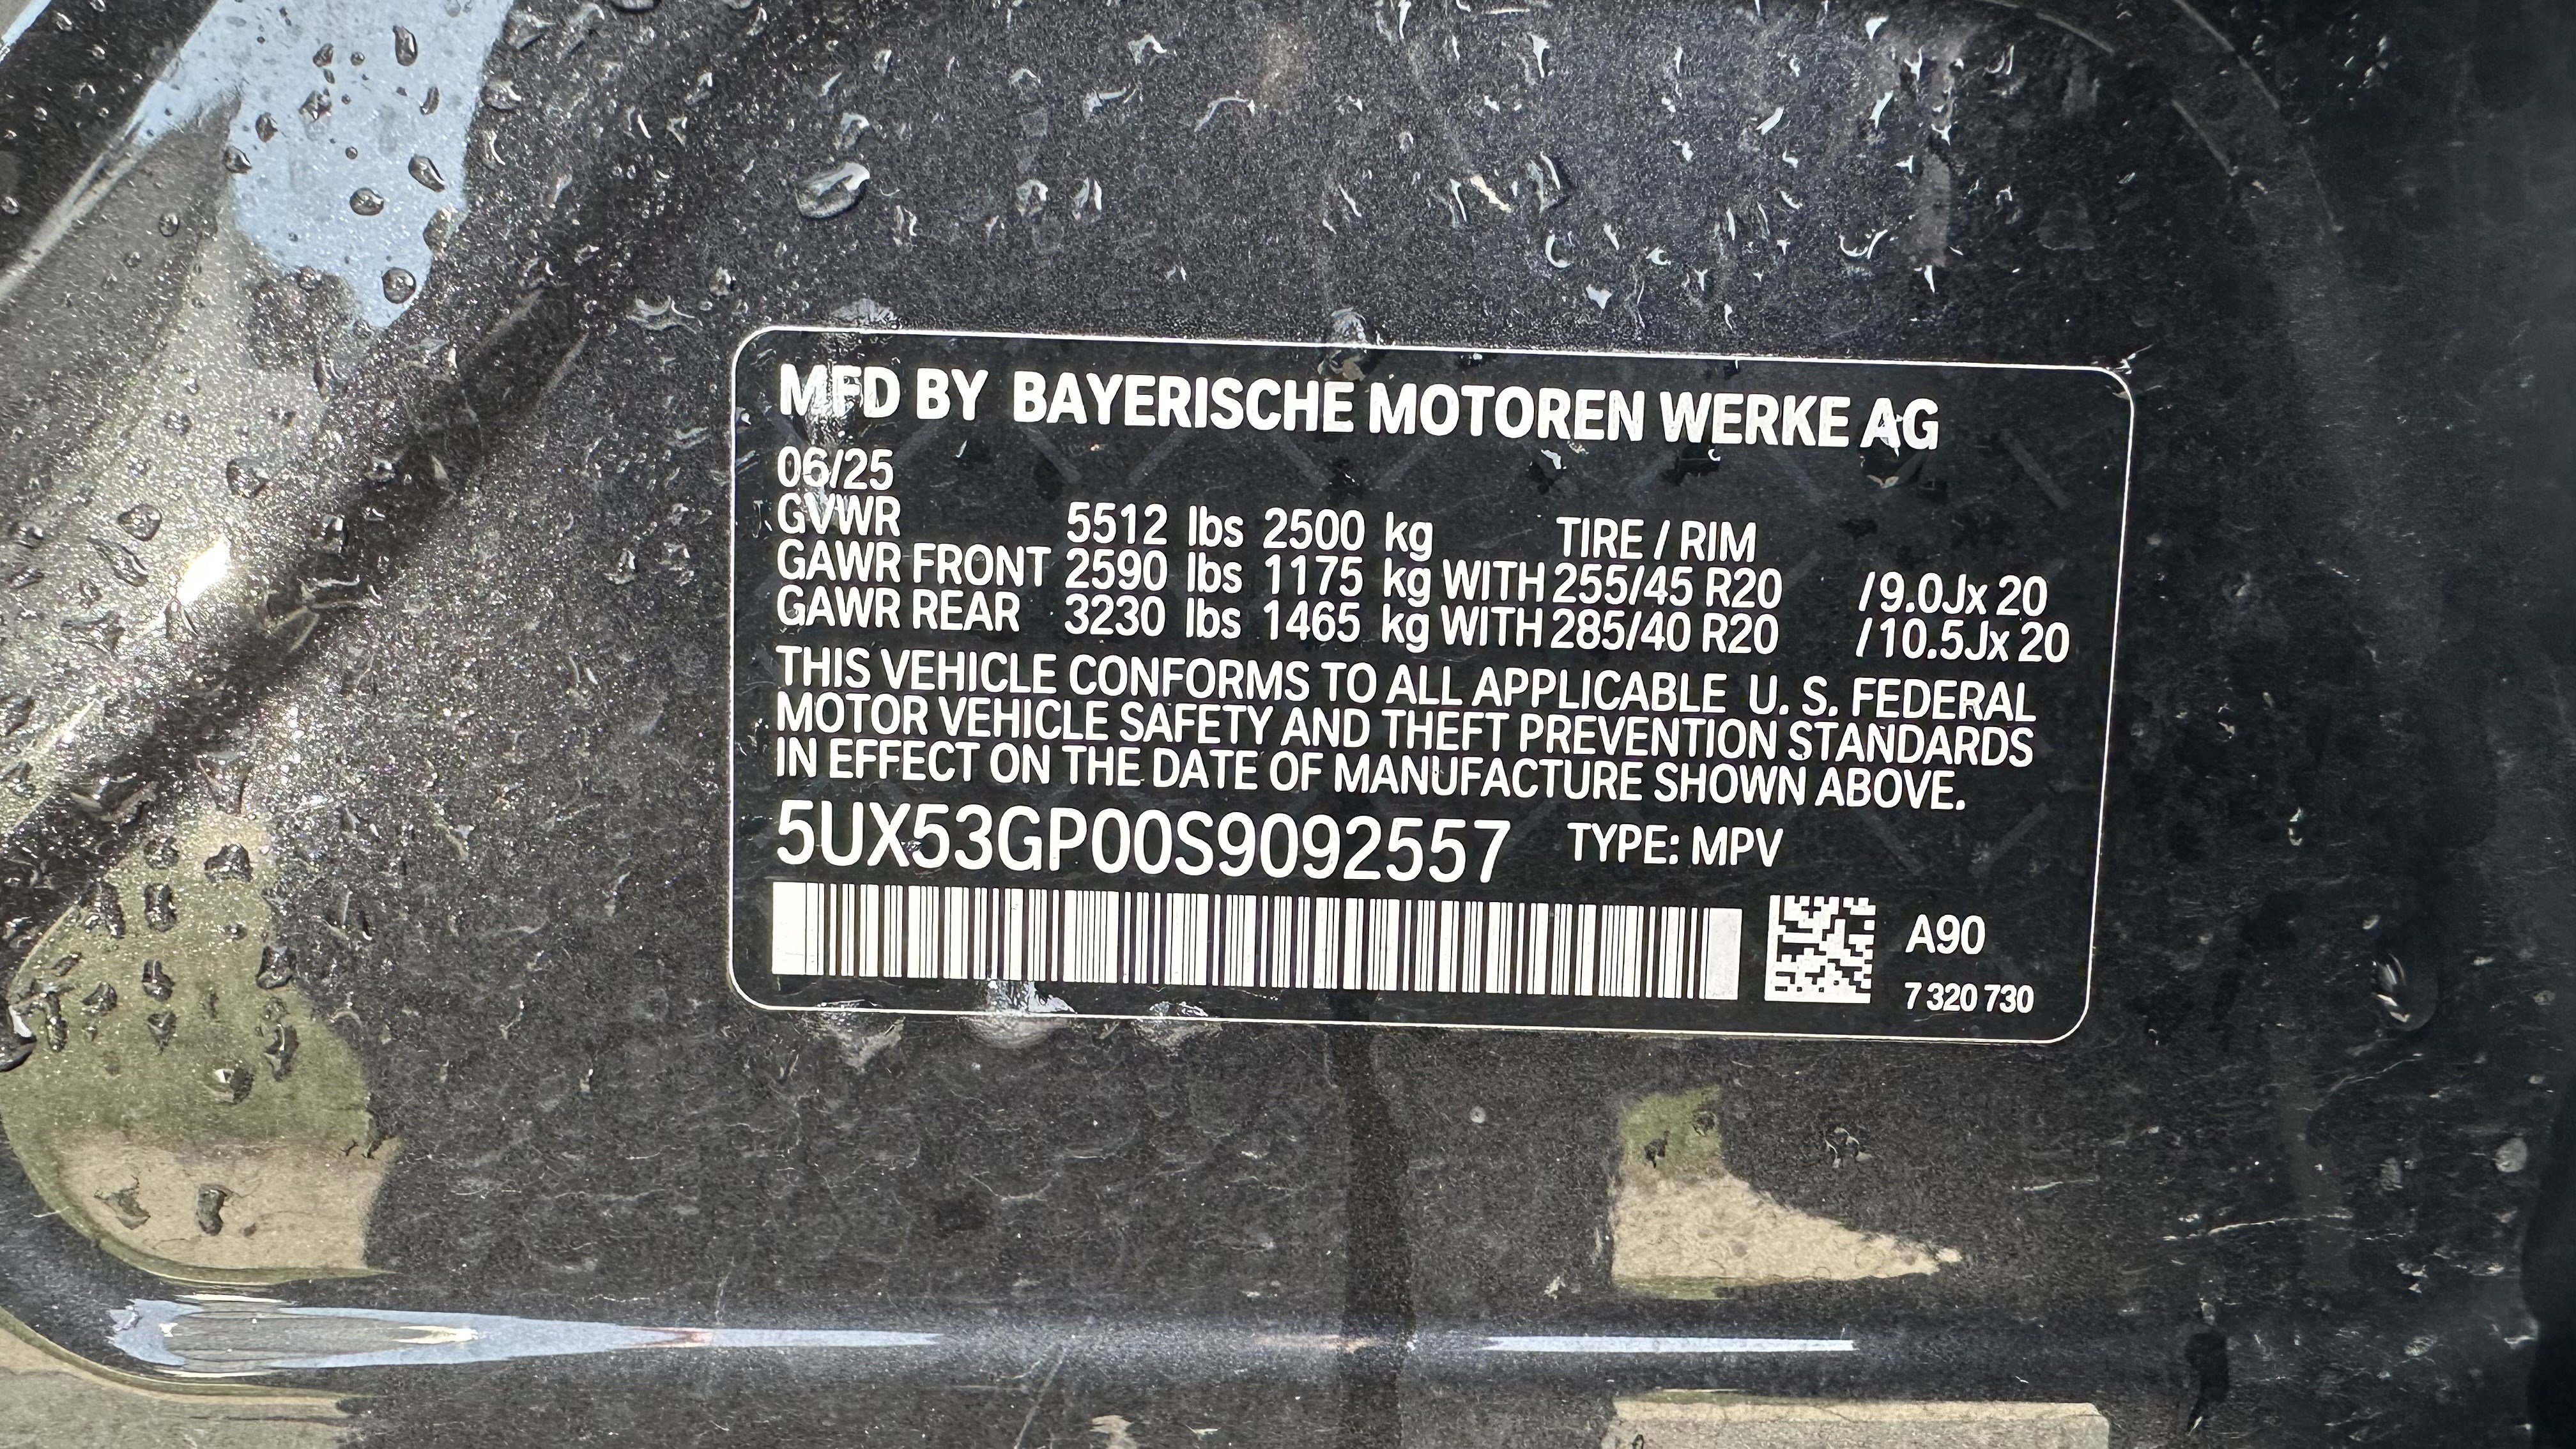 MFD BY BAYERISCHE MOTOREN WERKE AG
06/25
GVWR 5512 lbs 2500 kg TIRE / RIM
GAWR FRONT 2590 lbs 1175 kg WITH 255/45 R20 /9.0Jx 20
GAWR REAR 3230 lbs 1465 kg WITH 285/40 R20 /10.5Jx 20
THIS VEHICLE CONFORMS TO ALL APPLICABLE U. S. FEDERAL
MOTOR VEHICLE SAFETY AND THEFT PREVENTION STANDARDS
IN EFFECT ON THE DATE OF MANUFACTURE SHOWN ABOVE.
5UX53GP00S9092557 TYPE: MPV
A90
7 320 730